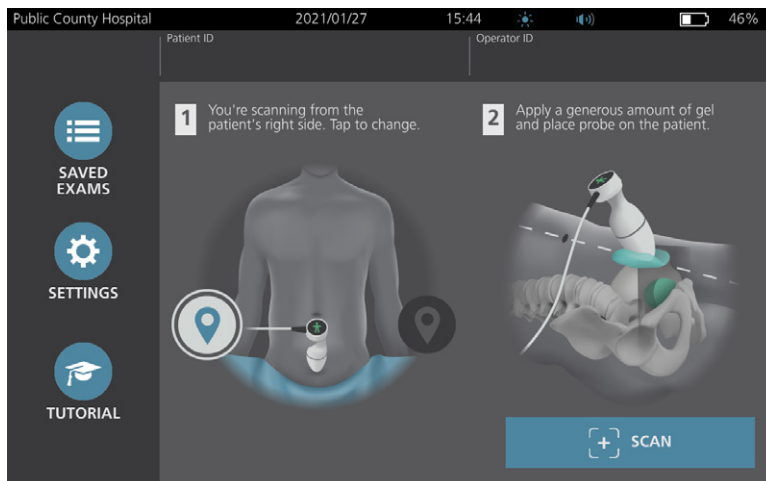 Public County Hospital 2021/01/27 15:44 46%
Patient ID
Operator ID
1 You're scanning from the
patient's right side. Tap to change.
2 Apply a generous amount of gel
and place probe on the patient.
SAVED
EXAMS
SETTINGS
TUTORIAL
SCAN